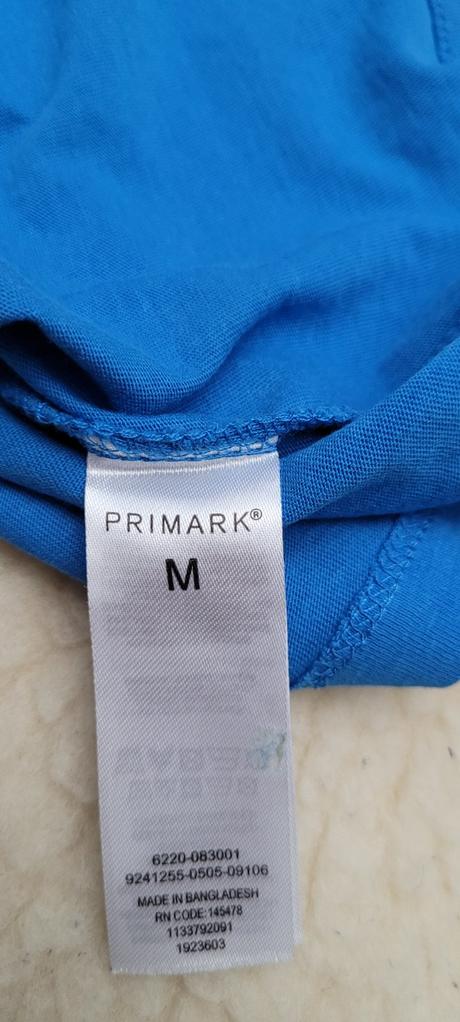 PRIMARK®
M
6220-083001
9241255-0505-09106
MADE IN BANGLADESH
RN CODE:145478
1133792091
1923603